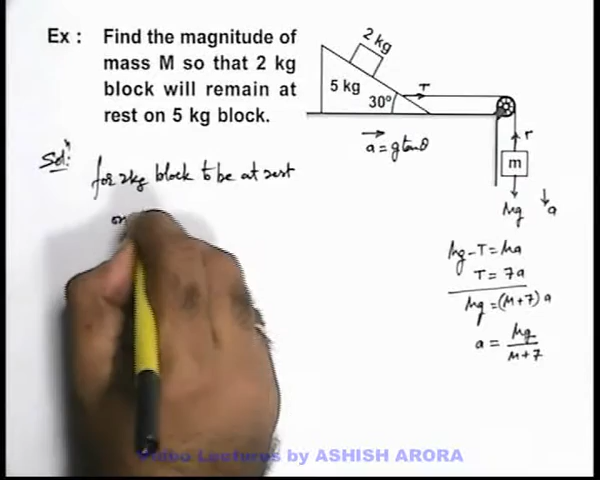 Ex : Find the magnitude of
mass M so that 2 kg
block will remain at
rest on 5 kg block.
2 kg
5 kg
30°
T
a = g tanθ
T
m
Mg
a
Solⁿ
for 2kg block to be at rest
on
Mg - T = Ma
T = 7a
Mg = (M+7) a
a = Mg
M+7
Lectures by ASHISH ARORA